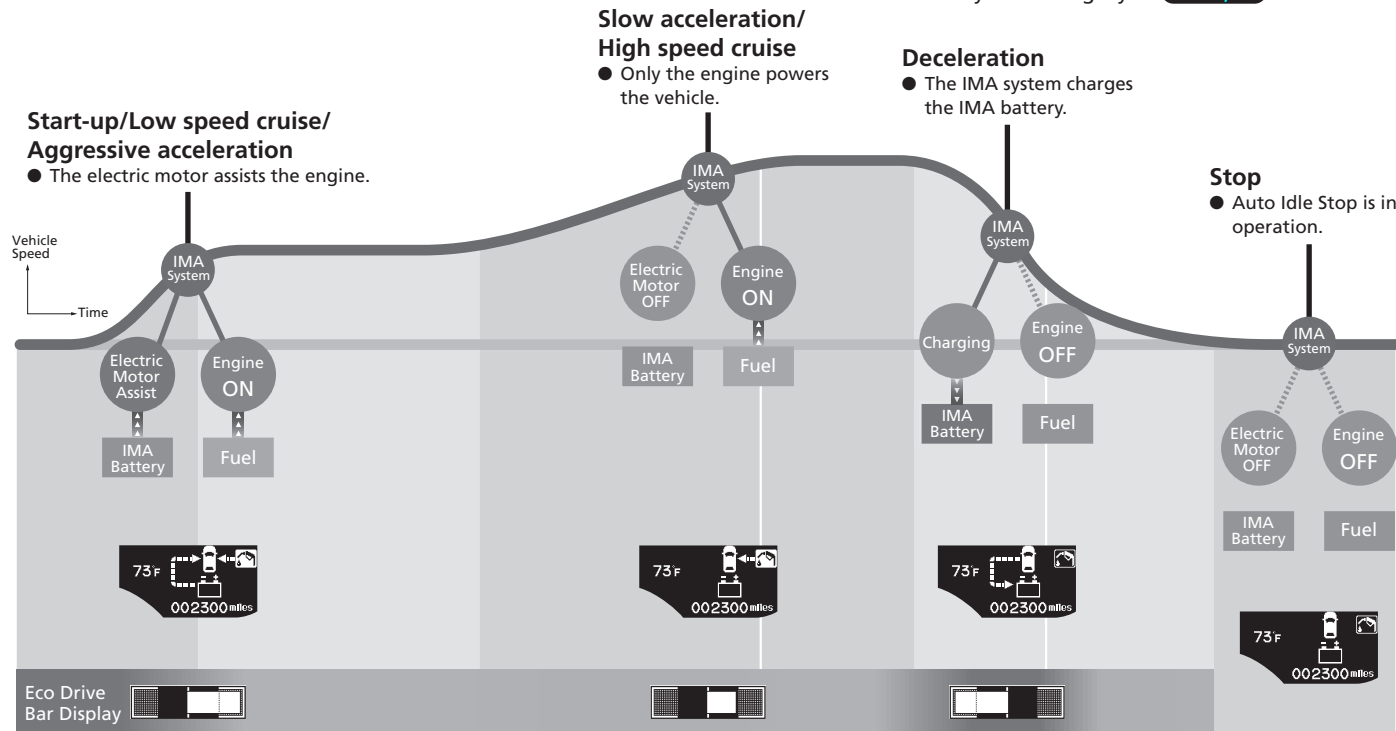 Slow acceleration/
High speed cruise
● Only the engine powers
the vehicle.
Deceleration
● The IMA system charges
the IMA battery.
Start-up/Low speed cruise/
Aggressive acceleration
● The electric motor assists the engine.
Stop
● Auto Idle Stop is in
operation.
Vehicle
Speed
Time
IMA
System
Electric
Motor
Assist
Engine
ON
IMA
Battery
Fuel
IMA
System
Electric
Motor
OFF
Engine
ON
IMA
Battery
Fuel
IMA
System
Charging
Engine
OFF
IMA
Battery
Fuel
IMA
System
Electric
Motor
OFF
Engine
OFF
IMA
Battery
Fuel
73°F
002300 miles
73°F
002300 miles
73°F
002300 miles
73°F
002300 miles
Eco Drive
Bar Display